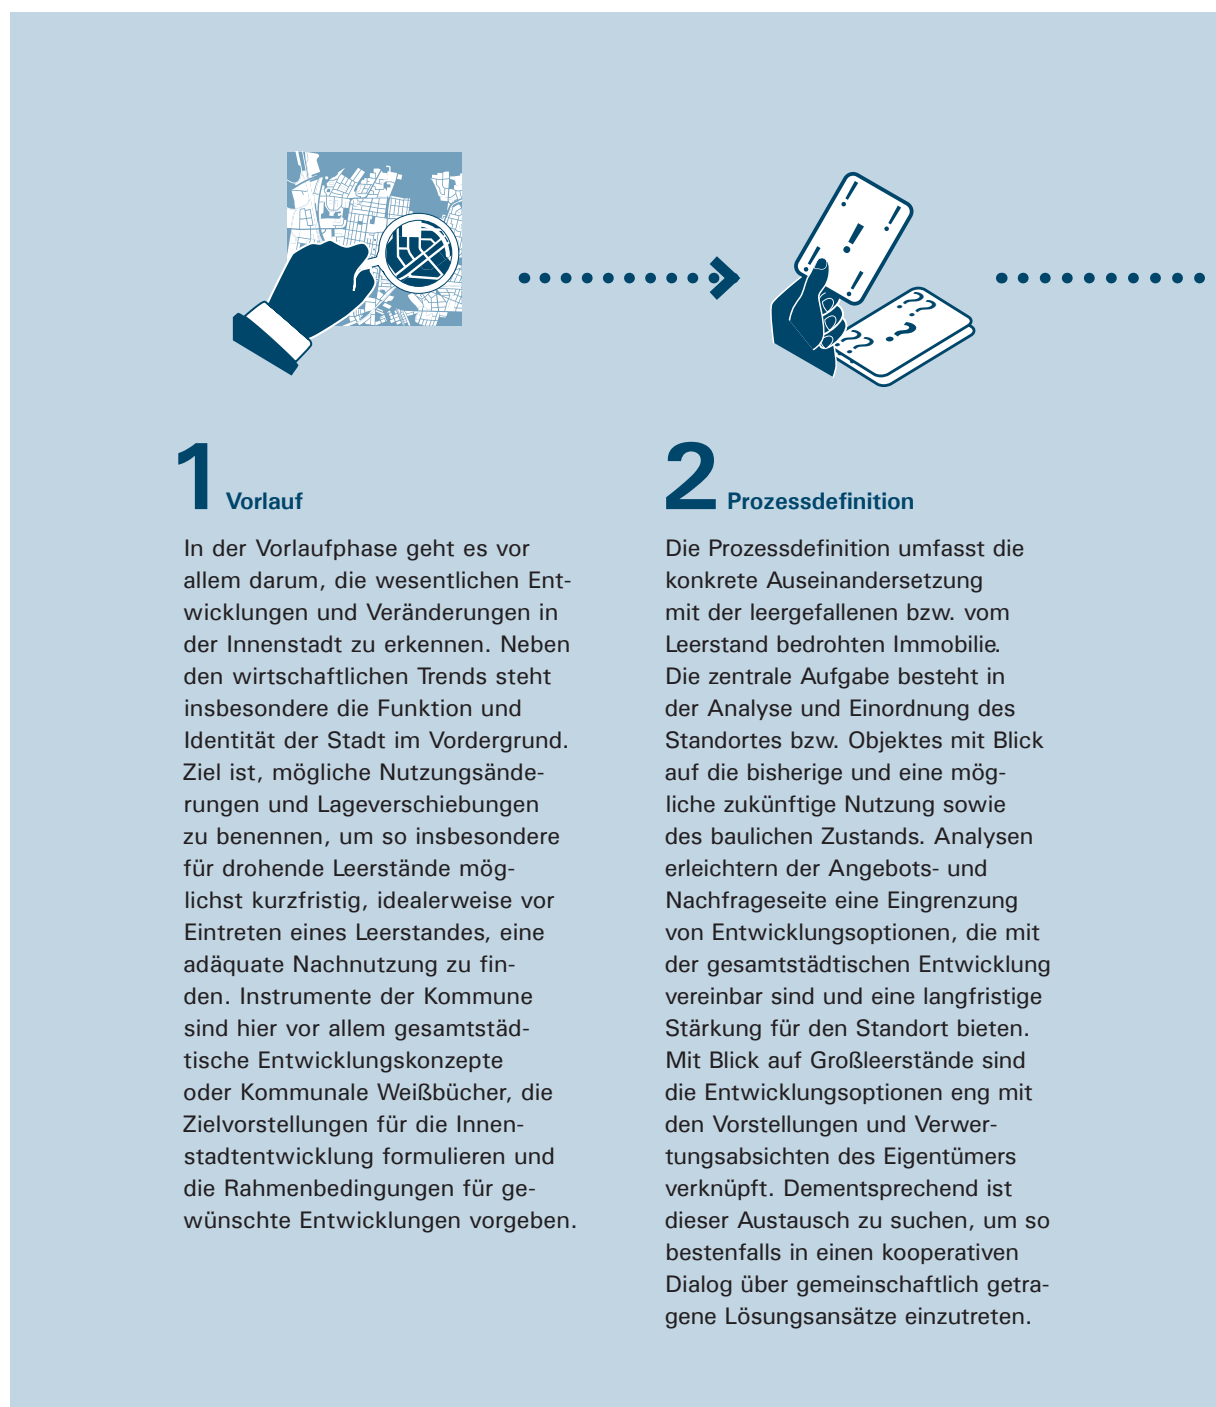 1 Vorlauf
In der Vorlaufphase geht es vor
allem darum, die wesentlichen Ent-
wicklungen und Veränderungen in
der Innenstadt zu erkennen. Neben
den wirtschaftlichen Trends steht
insbesondere die Funktion und
Identität der Stadt im Vordergrund.
Ziel ist, mögliche Nutzungsände-
rungen und Lageverschiebungen
zu benennen, um so insbesondere
für drohende Leerstände mög-
lichst kurzfristig, idealerweise vor
Eintreten eines Leerstandes, eine
adäquate Nachnutzung zu fin-
den. Instrumente der Kommune
sind hier vor allem gesamtstäd-
tische Entwicklungskonzepte
oder Kommunale Weißbücher, die
Zielvorstellungen für die Innen-
stadtentwicklung formulieren und
die Rahmenbedingungen für ge-
wünschte Entwicklungen vorgeben.
2 Prozessdefinition
Die Prozessdefinition umfasst die
konkrete Auseinandersetzung
mit der leergefallenen bzw. vom
Leerstand bedrohten Immobilie.
Die zentrale Aufgabe besteht in
der Analyse und Einordnung des
Standortes bzw. Objektes mit Blick
auf die bisherige und eine mög-
liche zukünftige Nutzung sowie
des baulichen Zustands. Analysen
erleichtern der Angebots- und
Nachfrageseite eine Eingrenzung
von Entwicklungsoptionen, die mit
der gesamtstädtischen Entwicklung
vereinbar sind und eine langfristige
Stärkung für den Standort bieten.
Mit Blick auf Großleerstände sind
die Entwicklungsoptionen eng mit
den Vorstellungen und Verwer-
tungsabsichten des Eigentümers
verknüpft. Dementsprechend ist
dieser Austausch zu suchen, um so
bestenfalls in einen kooperativen
Dialog über gemeinschaftlich getra-
gene Lösungsansätze einzutreten.